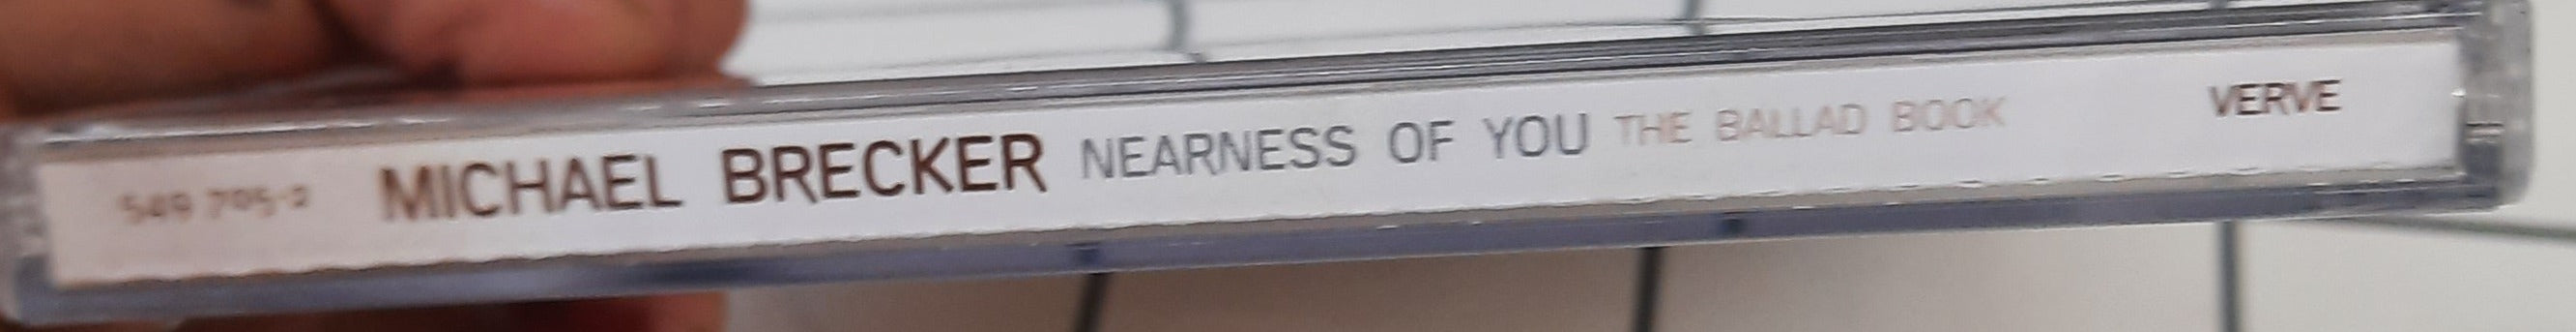 549 705-2 MICHAEL BRECKER NEARNESS OF YOU THE BALLAD BOOK VERVE